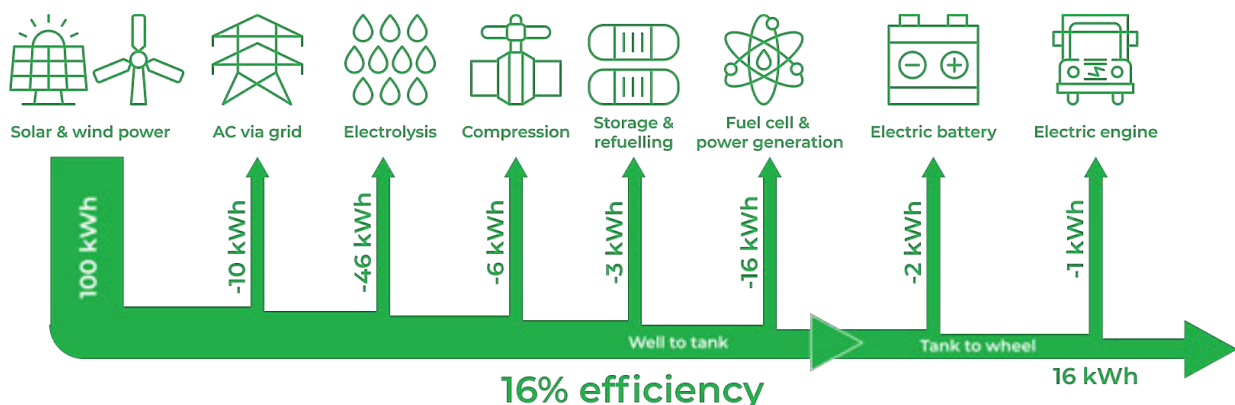 Solar & wind power
AC via grid
Electrolysis
Compression
Storage &
refuelling
Fuel cell &
power generation
Electric battery
Electric engine
100 kWh
-10 kWh
-46 kWh
-6 kWh
-3 kWh
-16 kWh
-2 kWh
-1 kWh
Well to tank
Tank to wheel
16 kWh
16% efficiency